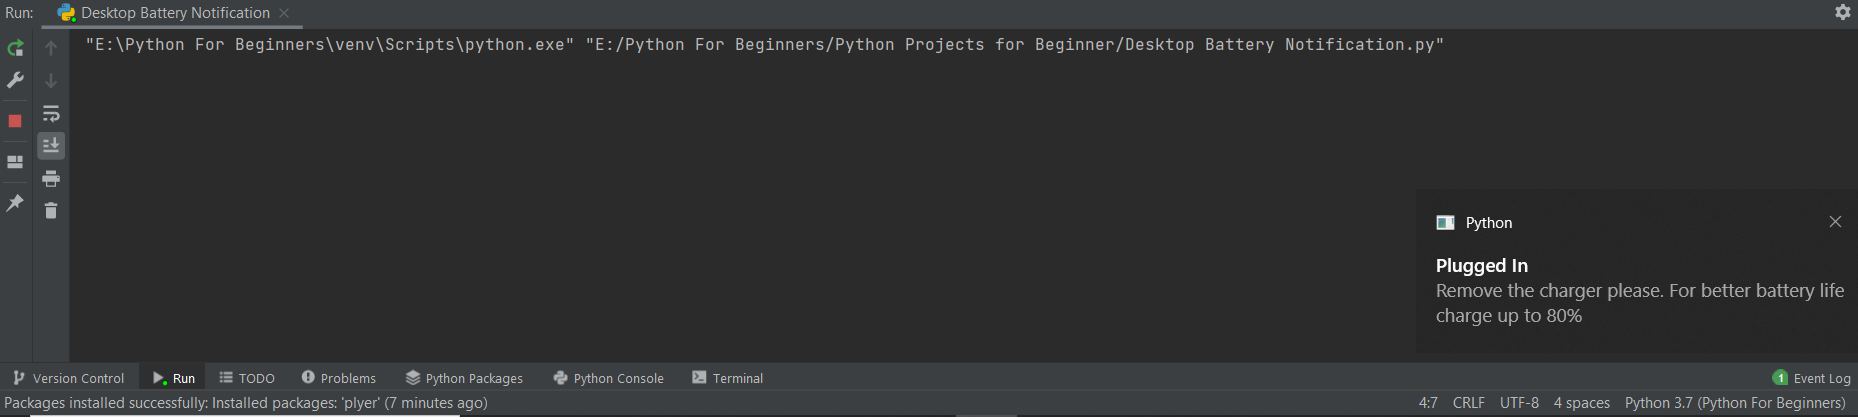 Run: Desktop Battery Notification
"E:\Python For Beginners\venv\Scripts\python.exe" "E:/Python For Beginners/Python Projects for Beginner/Desktop Battery Notification.py"
Python
Plugged In
Remove the charger please. For better battery life
charge up to 80%
Version Control Run TODO Problems Python Packages Python Console Terminal 1 Event Log
Packages installed successfully: Installed packages: 'plyer' (7 minutes ago) 4:7 CRLF UTF-8 4 spaces Python 3.7 (Python For Beginners)